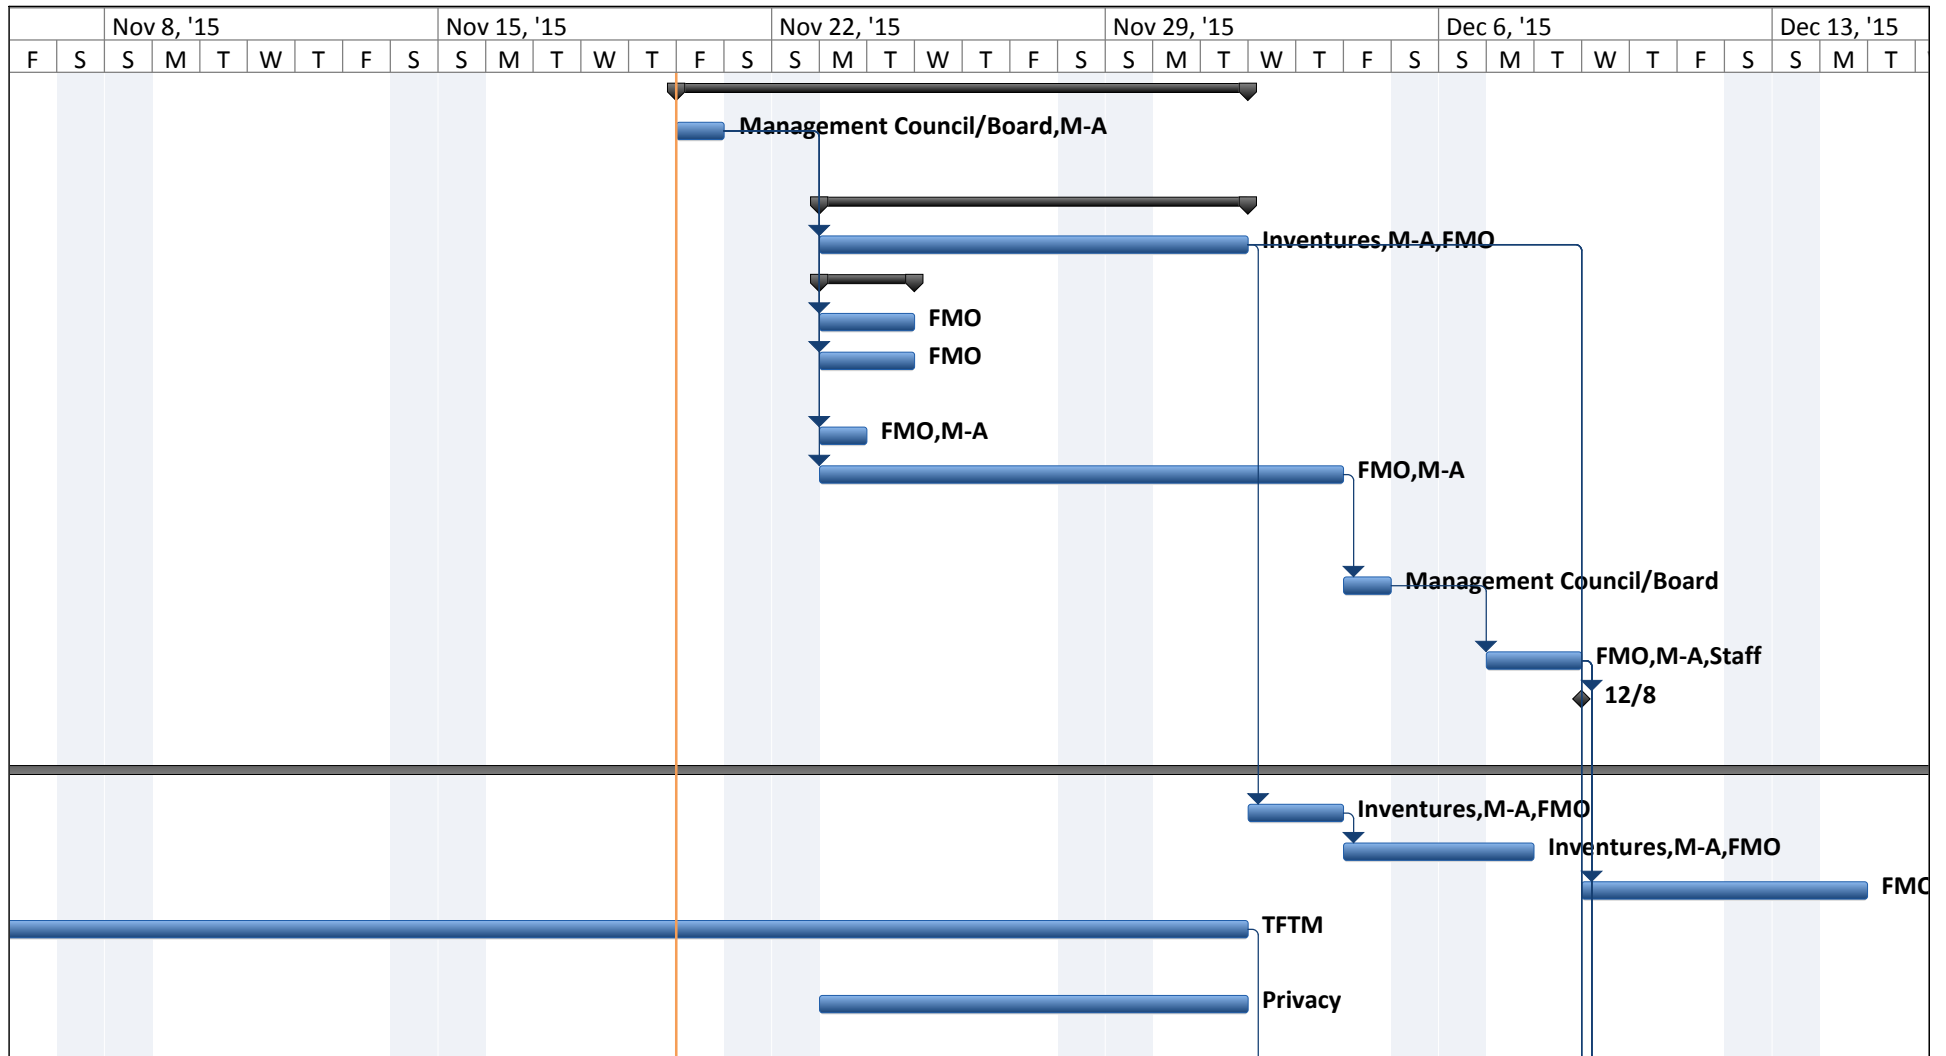 Nov 8, '15 Nov 15, '15 Nov 22, '15 Nov 29, '15 Dec 6, '15 Dec 13, '15
F S S M T W T F S S M T W T F S S M T W T F S S M T W T F S S M T W T F S S M T
Management Council/Board,M-A
Inventures,M-A,FMO
FMO
FMO
FMO,M-A
FMO,M-A
Management Council/Board
FMO,M-A,Staff
12/8
Inventures,M-A,FMO
Inventures,M-A,FMO
FMO
TFTM
Privacy